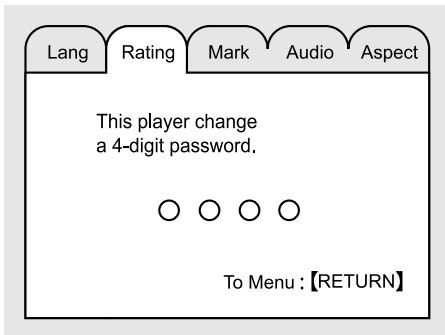 Lang Rating Mark Audio Aspect
This player change
a 4-digit password.
To Menu : 【RETURN】